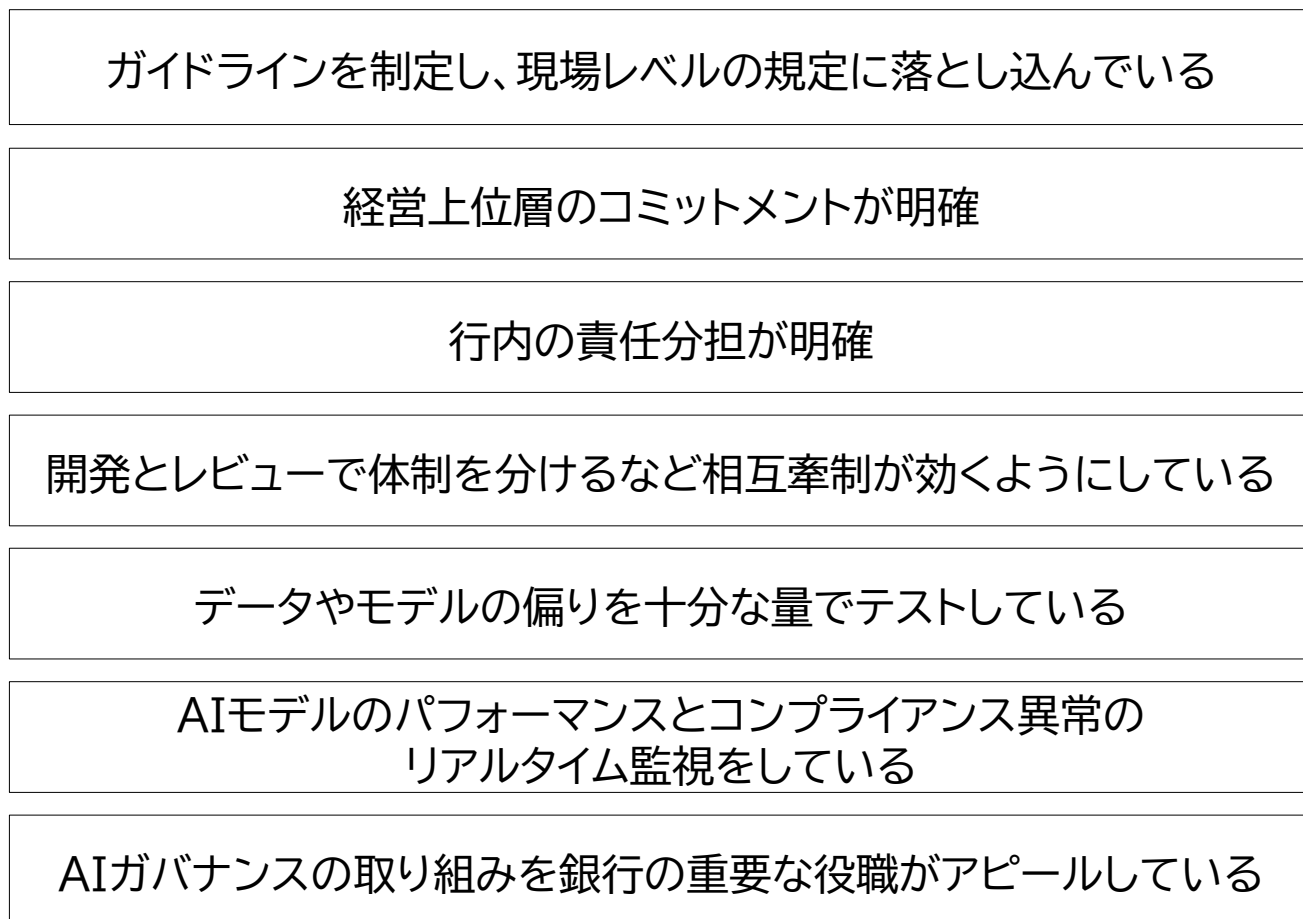 ガイドラインを制定し、現場レベルの規定に落とし込んでいる
経営上位層のコミットメントが明確
行内の責任分担が明確
開発とレビューで体制を分けるなど相互牽制が効くようにしている
データやモデルの偏りを十分な量でテストしている
AIモデルのパフォーマンスとコンプライアンス異常の
リアルタイム監視をしている
AIガバナンスの取り組みを銀行の重要な役職がアピールしている